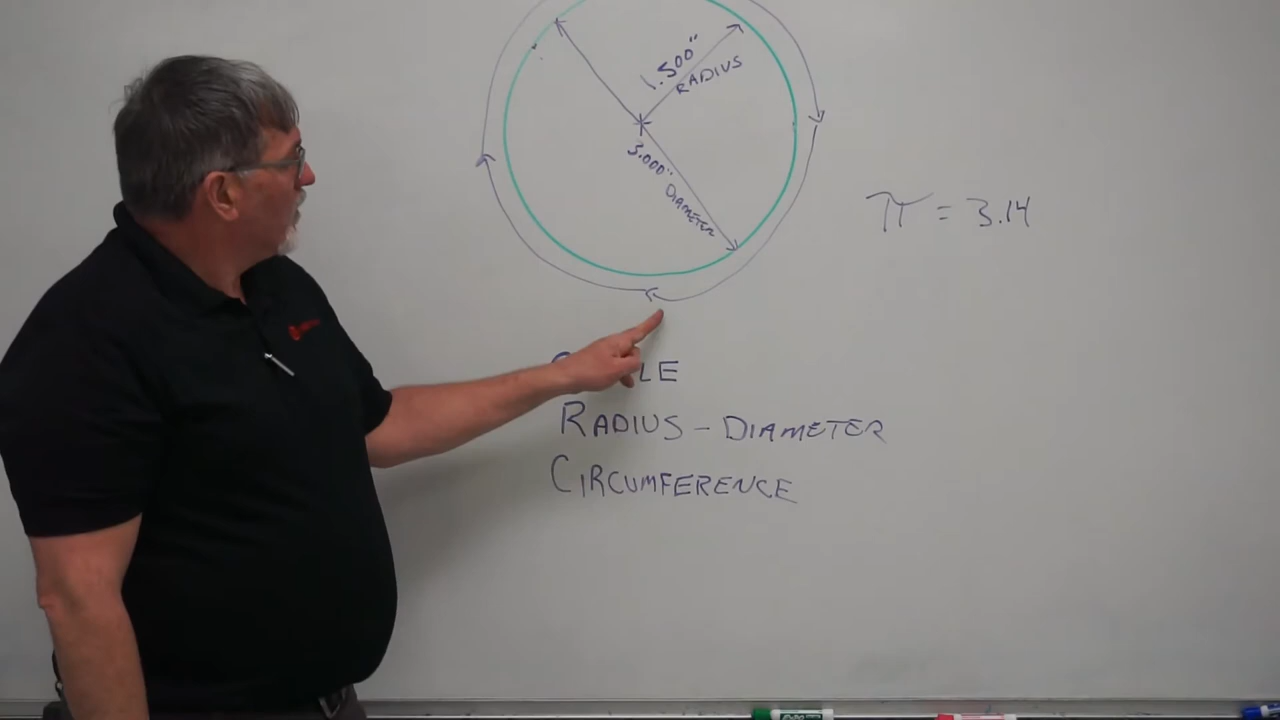 1.500"
RADIUS
3.000"
DIAMETER
π = 3.14
LE
RADIUS - DIAMETER
CIRCUMFERENCE